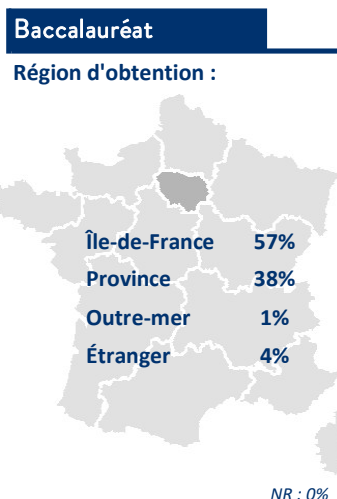 Baccalauréat
Région d'obtention :
Île-de-France 57%
Province 38%
Outre-mer 1%
Étranger 4%
NR : 0%